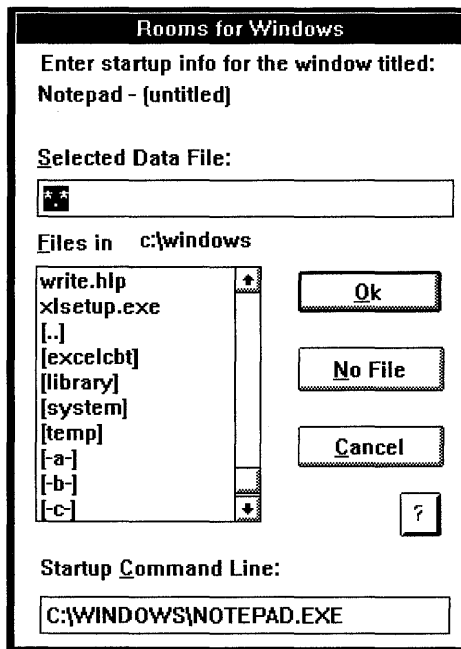 Rooms for Windows
Enter startup info for the window titled:
Notepad - (untitled)
Selected Data File:
*.*
Files in c:\windows
write.hlp
xlsetup.exe
[..]
[excelcbt]
[library]
[system]
[temp]
[-a-]
[-b-]
[-c-]
Ok
No File
Cancel
?
Startup Command Line:
C:\WINDOWS\NOTEPAD.EXE